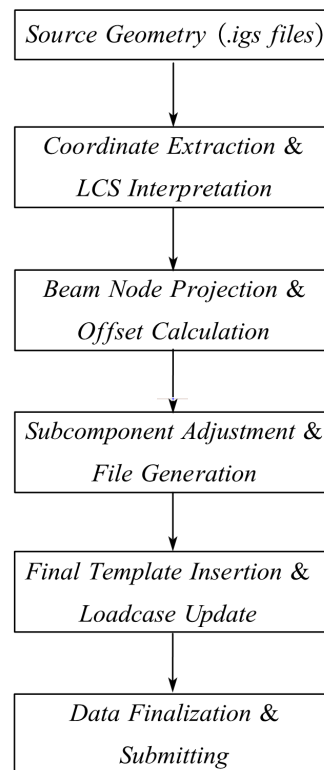 Source Geometry (.igs files)
Coordinate Extraction &
LCS Interpretation
Beam Node Projection &
Offset Calculation
Subcomponent Adjustment &
File Generation
Final Template Insertion &
Loadcase Update
Data Finalization &
Submitting